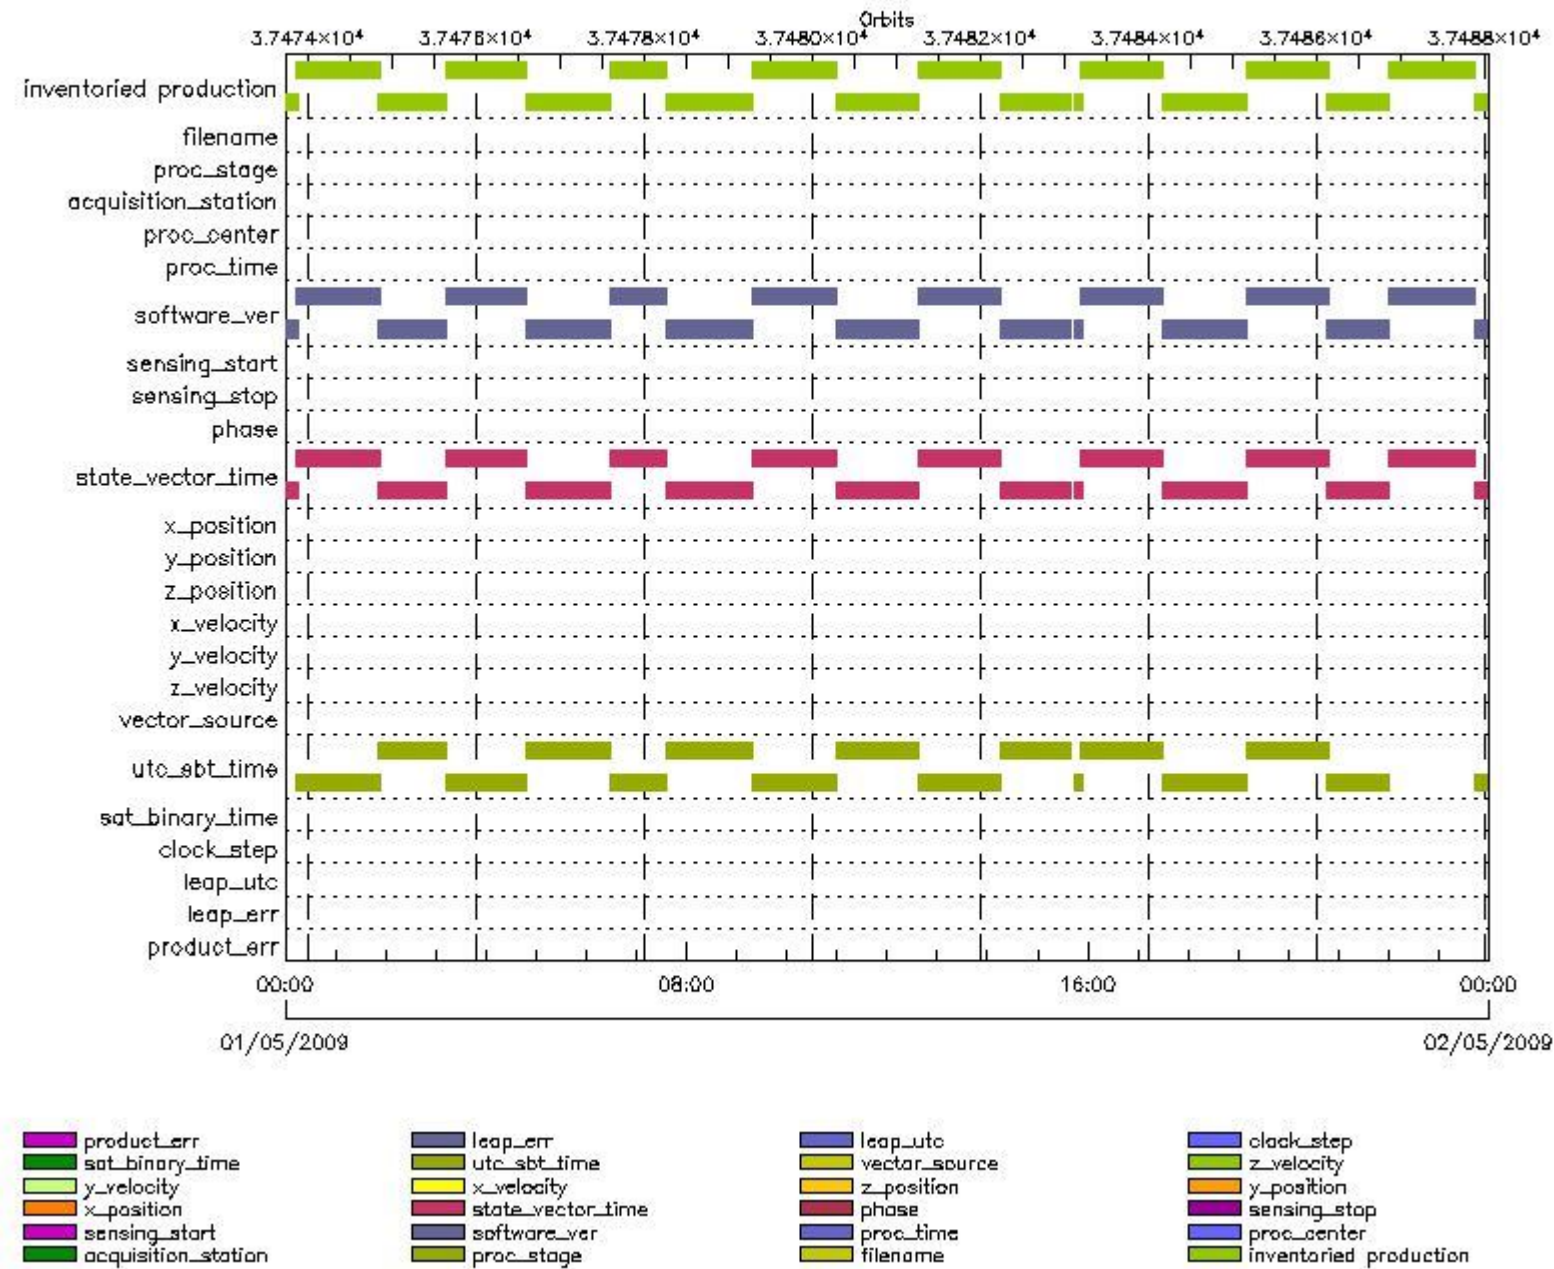 Orbits
3.7474×10⁴ 3.7476×10⁴ 3.7478×10⁴ 3.7480×10⁴ 3.7482×10⁴ 3.7484×10⁴ 3.7486×10⁴ 3.7488×10⁴
inventoried production
filename
proc_stage
acquisition_station
proc_center
proc_time
software_ver
sensing_start
sensing_stop
phase
state_vector_time
x_position
y_position
z_position
x_velocity
y_velocity
z_velocity
vector_source
utc_sbt_time
sat_binary_time
clock_step
leap_utc
leap_err
product_err
00:00 08:00 16:00 00:00
01/05/2009 02/05/2009
product_err leap_err leap_utc clock_step
sat_binary_time utc_sbt_time vector_source z_velocity
y_velocity x_velocity z_position y_position
x_position state_vector_time phase sensing_stop
sensing_start software_ver proc_time proc_center
acquisition_station proc_stage filename inventoried production